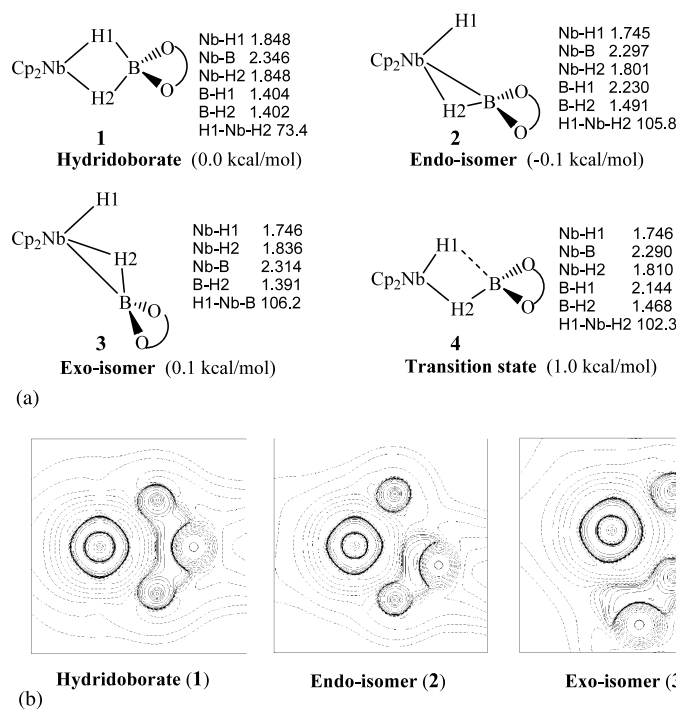 H1
Cp2Nb
B
O
O
H2
Nb-H1 1.848
Nb-B 2.346
Nb-H2 1.848
B-H1 1.404
B-H2 1.402
H1-Nb-H2 73.4
1
Hydridoborate (0.0 kcal/mol)
H1
Cp2Nb
H2
B
O
O
Nb-H1 1.745
Nb-B 2.297
Nb-H2 1.801
B-H1 2.230
B-H2 1.491
H1-Nb-H2 105.8
2
Endo-isomer (-0.1 kcal/mol)
H1
Cp2Nb
H2
B
O
O
Nb-H1 1.746
Nb-H2 1.836
Nb-B 2.314
B-H2 1.391
H1-Nb-B 106.2
3
Exo-isomer (0.1 kcal/mol)
H1
Cp2Nb
B
O
O
H2
Nb-H1 1.746
Nb-B 2.290
Nb-H2 1.810
B-H1 2.144
B-H2 1.468
H1-Nb-H2 102.3
4
Transition state (1.0 kcal/mol)
(a)
Hydridoborate (1)
Endo-isomer (2)
Exo-isomer (3
(b)